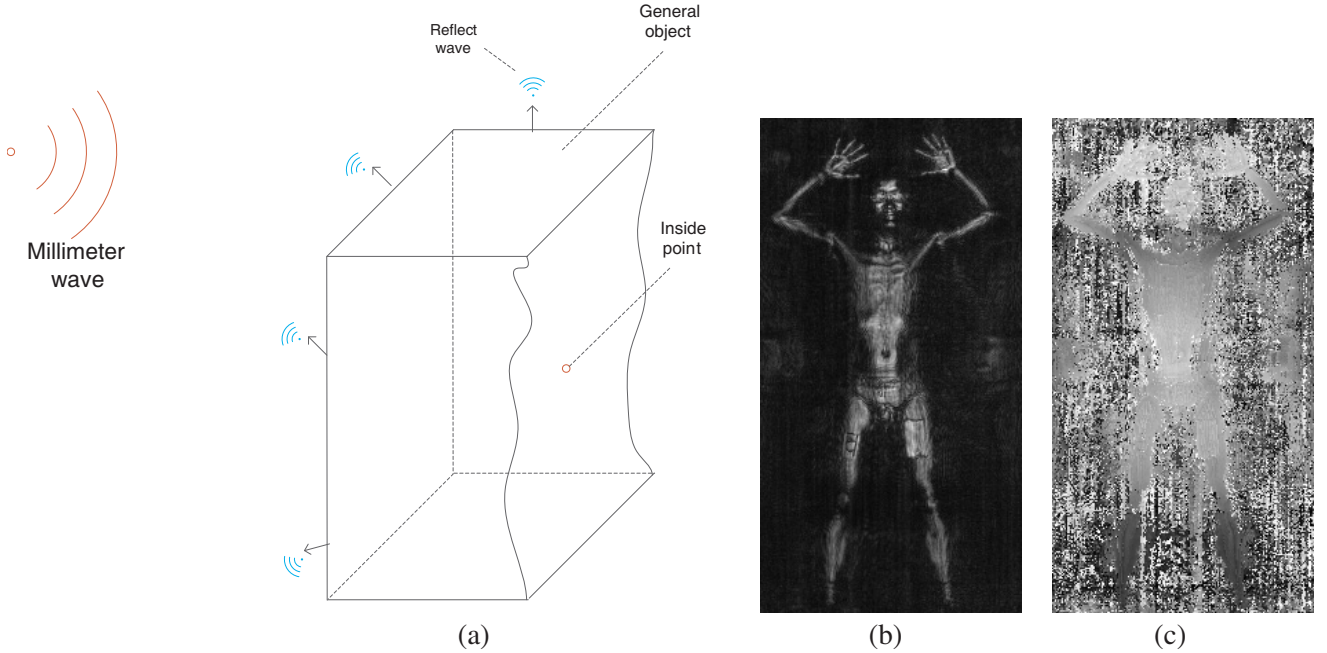 General
object
Reflect
wave
Millimeter
wave
Inside
point
(a)
(b)
(c)